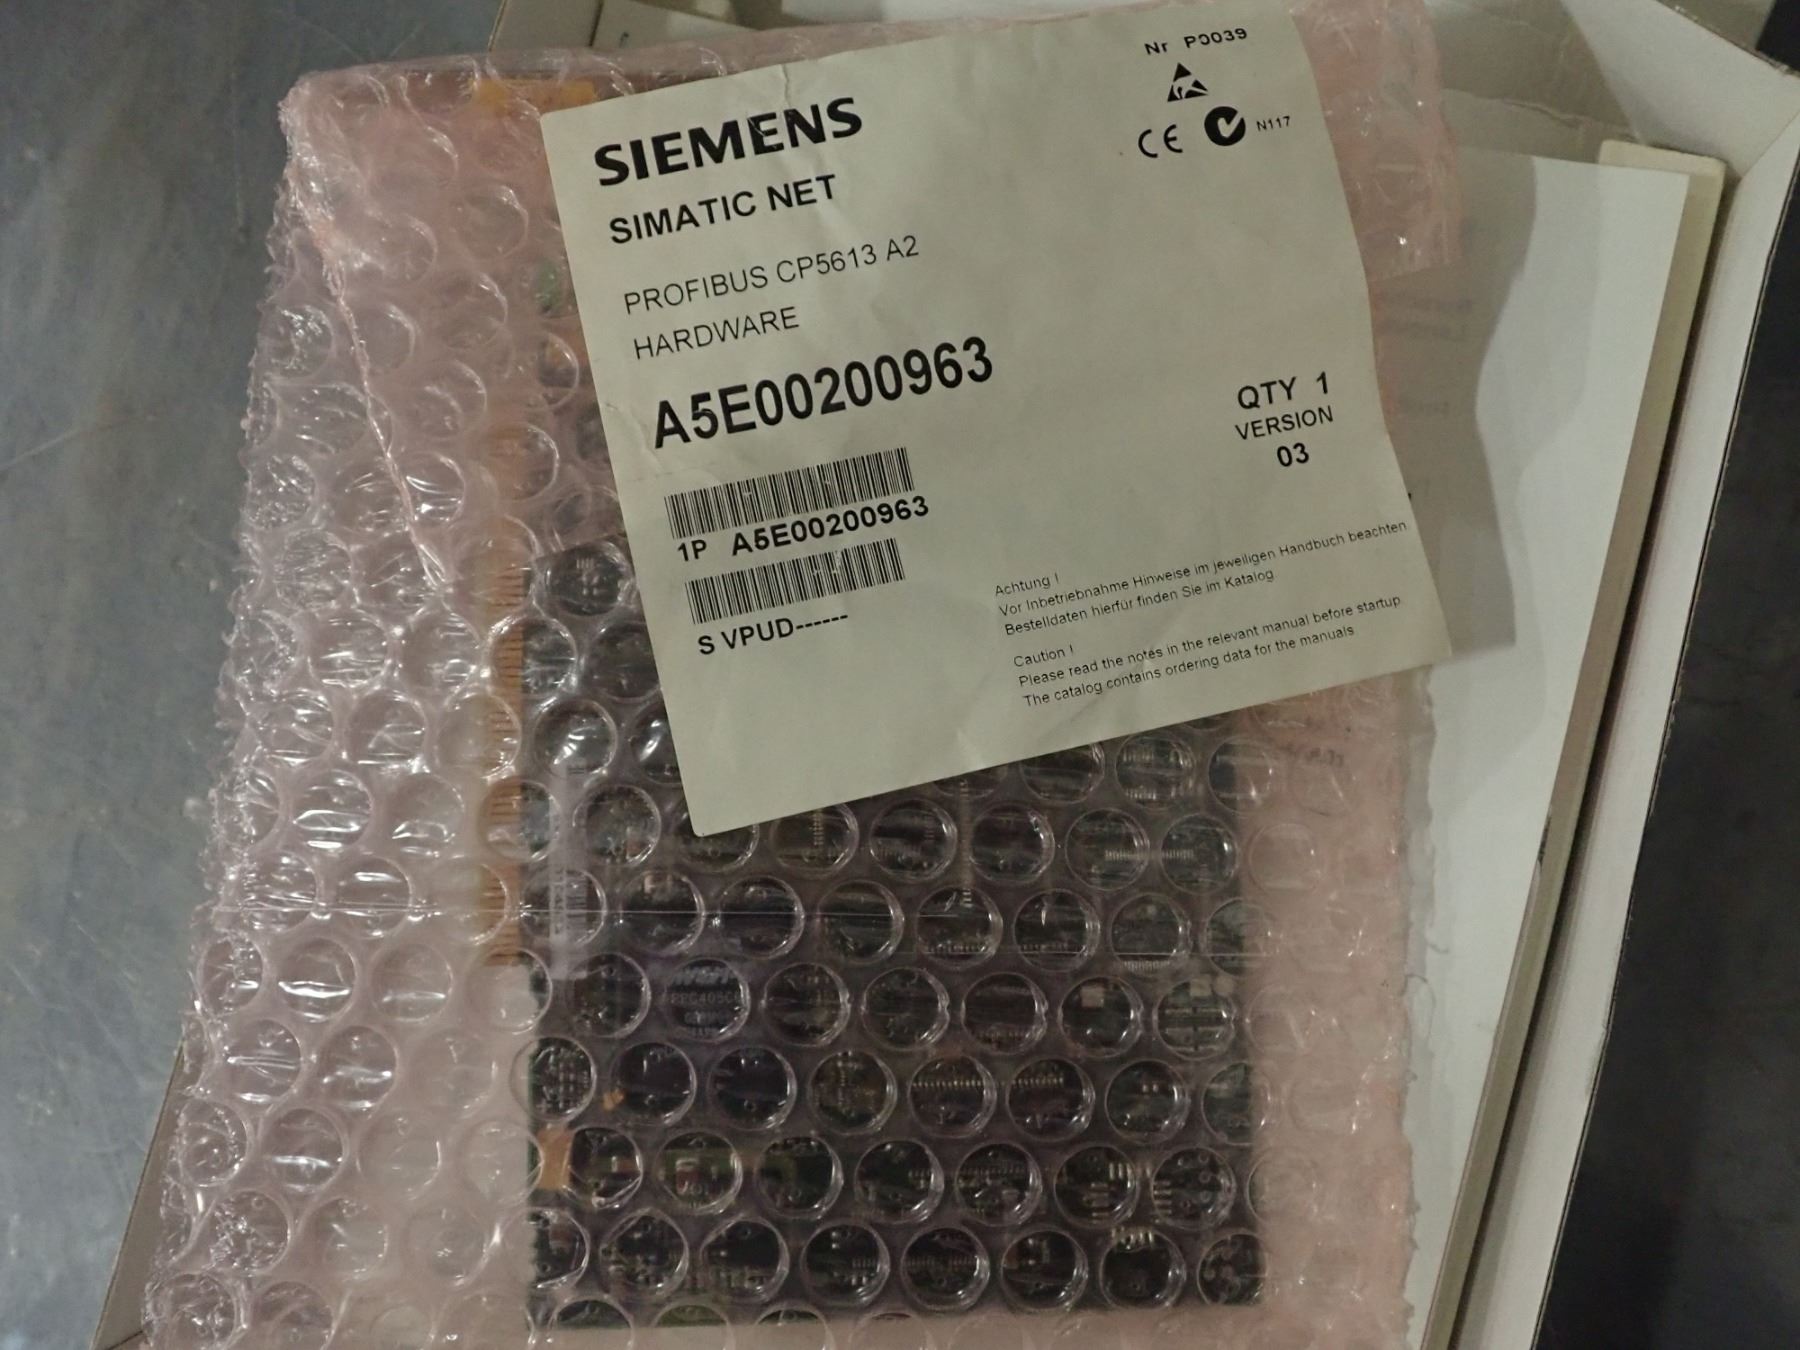 Nr P0039
SIEMENS
SIMATIC NET
CE
N117
PROFIBUS CP5613 A2
HARDWARE
A5E00200963
QTY 1
VERSION
03
1P A5E00200963
S VPUD------
Achtung !
Vor Inbetriebnahme Hinweise im jeweiligen Handbuch beachten
Bestelldaten hierfür finden Sie im Katalog
Caution !
Please read the notes in the relevant manual before startup
The catalog contains ordering data for the manuals